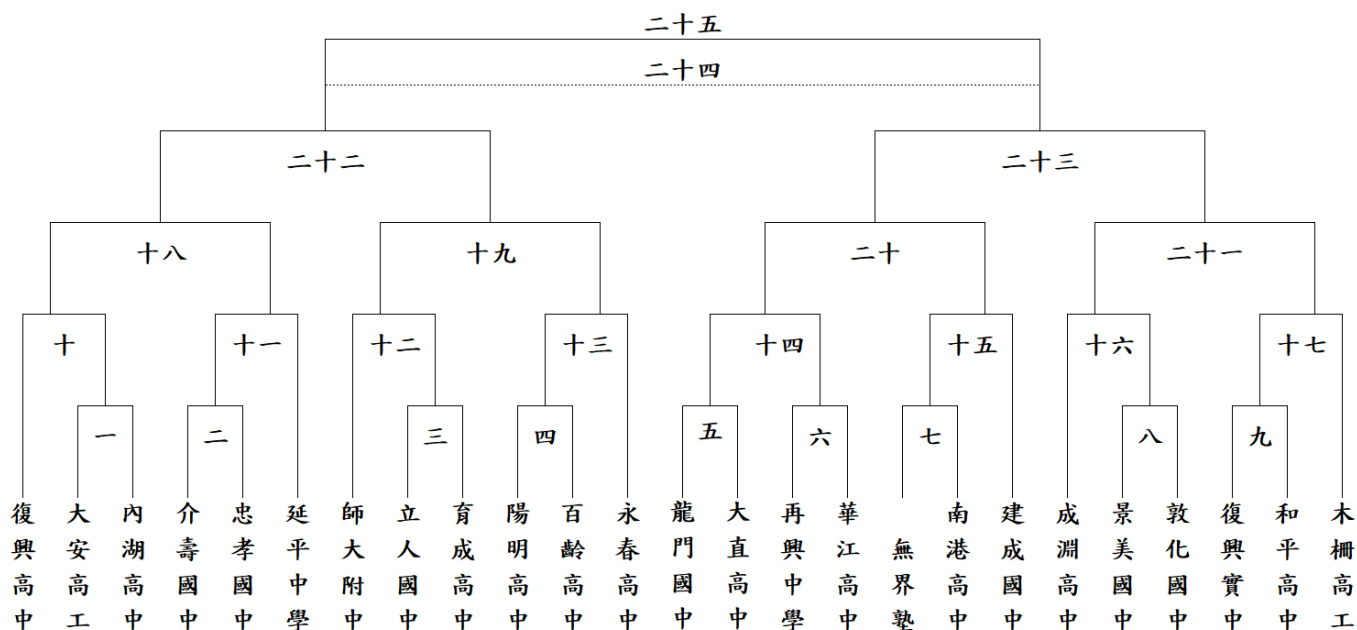 二十五
二十四
二十二
二十三
十八
十九
二十
二十一
十
十一
十二
十三
十四
十五
十六
十七
一
二
三
四
五
六
七
八
九
復興高中
大安高工
內湖高中
介壽國中
忠孝國中
延平中學
師大附中
立人國中
育成高中
陽明高中
百齡高中
永春高中
龍門國中
大直高中
再興中學
華江高中
無界塾
南港高中
建成國中
成淵高中
景美國中
敦化國中
復興實中
和平高中
木柵高工